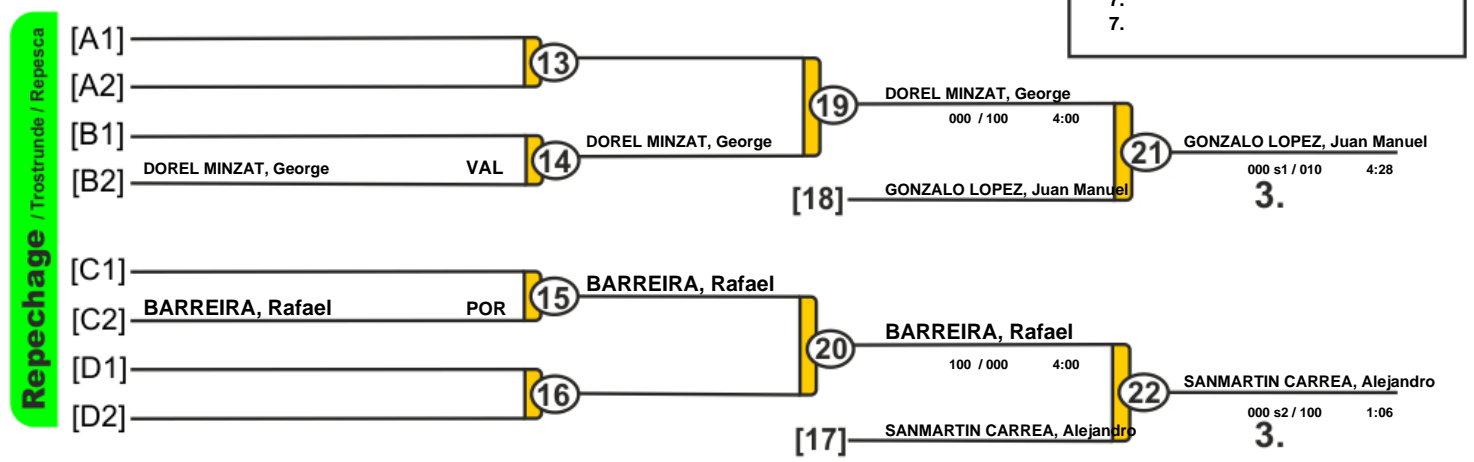 7.
7.
Repechage / Trostrunde / Repesca
[A1]
[A2]
13
[B1]
[B2]
DOREL MINZAT, George VAL
14
DOREL MINZAT, George
19
DOREL MINZAT, George
000 / 100 4:00
[18]
GONZALO LOPEZ, Juan Manuel
21
GONZALO LOPEZ, Juan Manuel
000 s1 / 010 4:28
3.
[C1]
[C2]
BARREIRA, Rafael POR
15
BARREIRA, Rafael
[D1]
[D2]
16
20
BARREIRA, Rafael
100 / 000 4:00
[17]
SANMARTIN CARREA, Alejandro
22
SANMARTIN CARREA, Alejandro
000 s2 / 100 1:06
3.